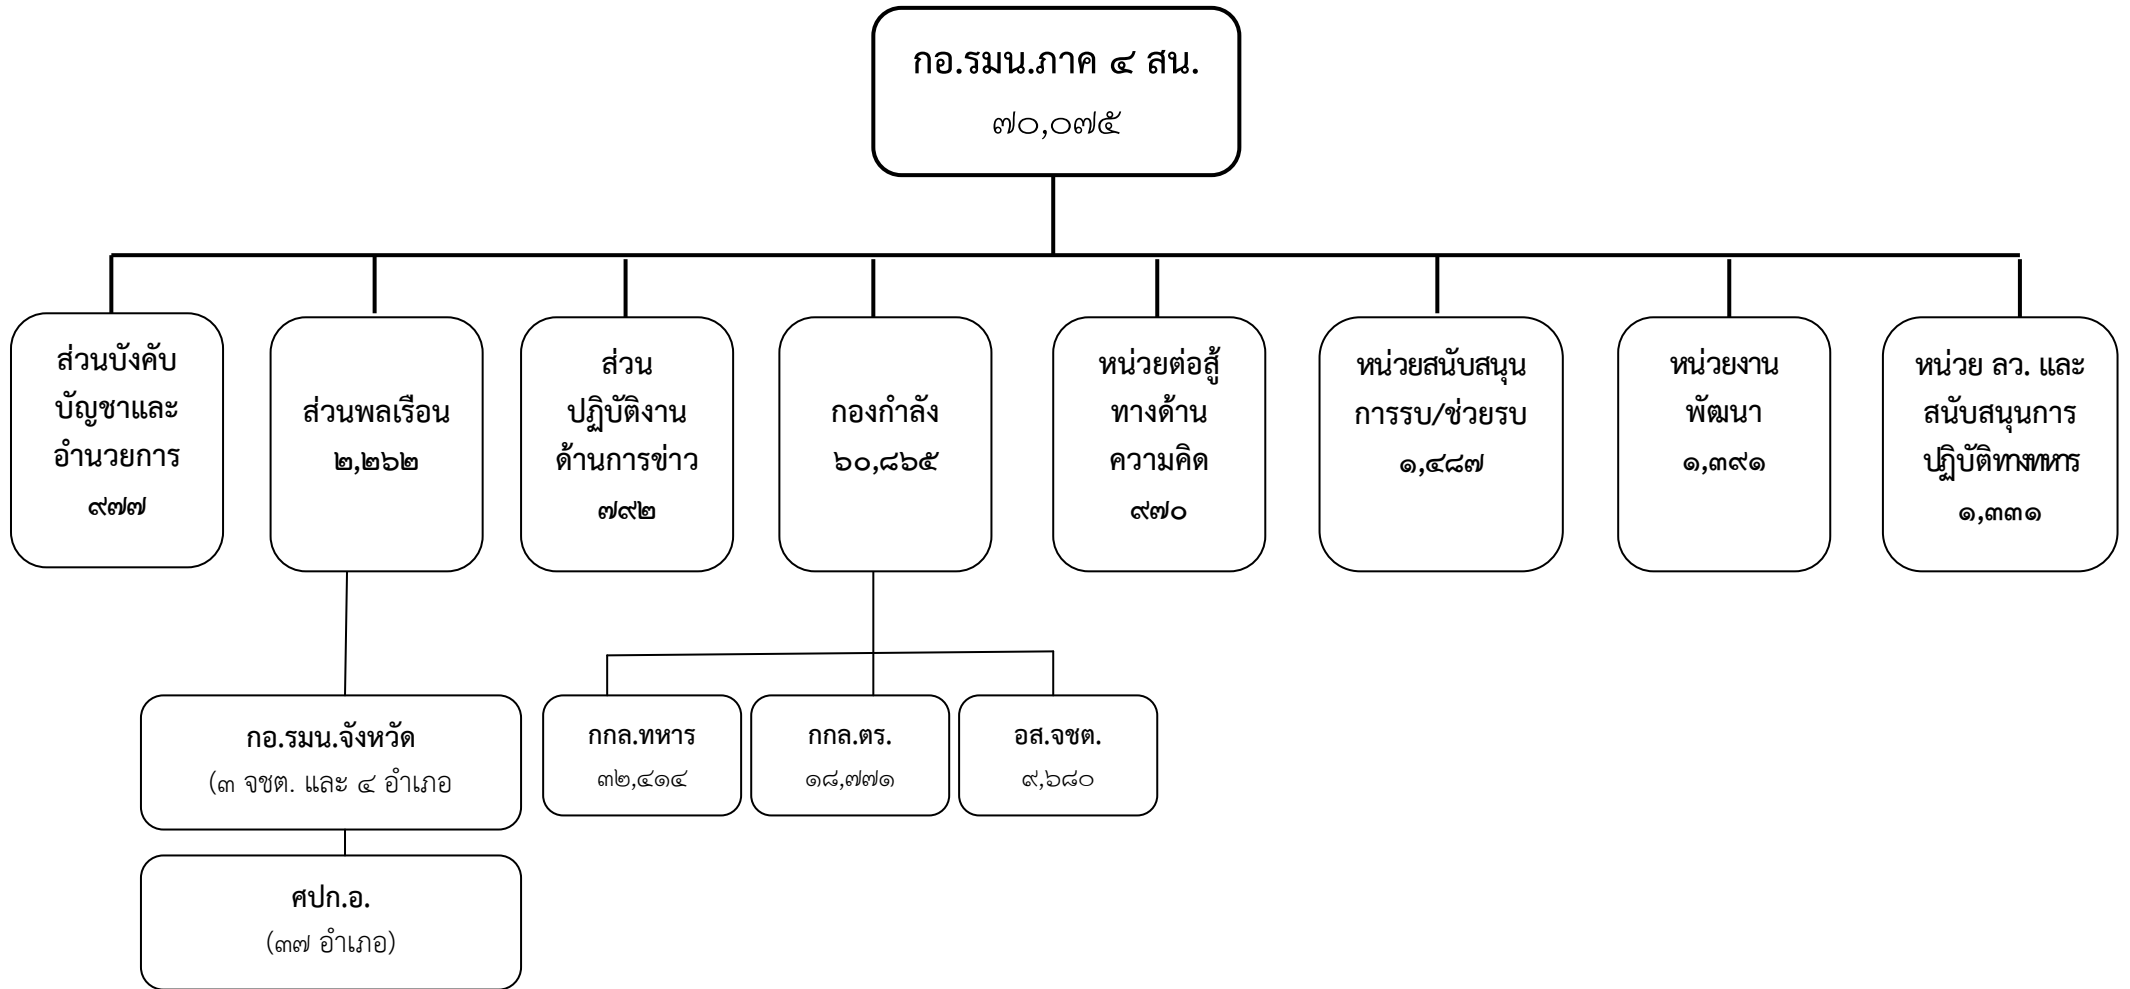 กอ.รมน.ภาค ๔ สน.
๗๐,๐๗๕
ส่วนบังคับ
บัญชาและ
อำนวยการ
๙๗๗
ส่วนพลเรือน
๒,๒๖๒
ส่วน
ปฏิบัติงาน
ด้านการข่าว
๗๙๒
กองกำลัง
๖๐,๘๖๕
หน่วยต่อสู้
ทางด้าน
ความคิด
๙๗๐
หน่วยสนับสนุน
การรบ/ช่วยรบ
๑,๔๘๗
หน่วยงาน
พัฒนา
๑,๓๙๑
หน่วย ลว. และ
สนับสนุนการ
ปฏิบัติทางทหาร
๑,๓๓๑
กอ.รมน.จังหวัด
(๓ จชต. และ ๔ อำเภอ
ศปก.อ.
(๓๗ อำเภอ)
กกล.ทหาร
๓๒,๔๑๔
กกล.ตร.
๑๘,๗๗๑
อส.จชต.
๙,๖๘๐